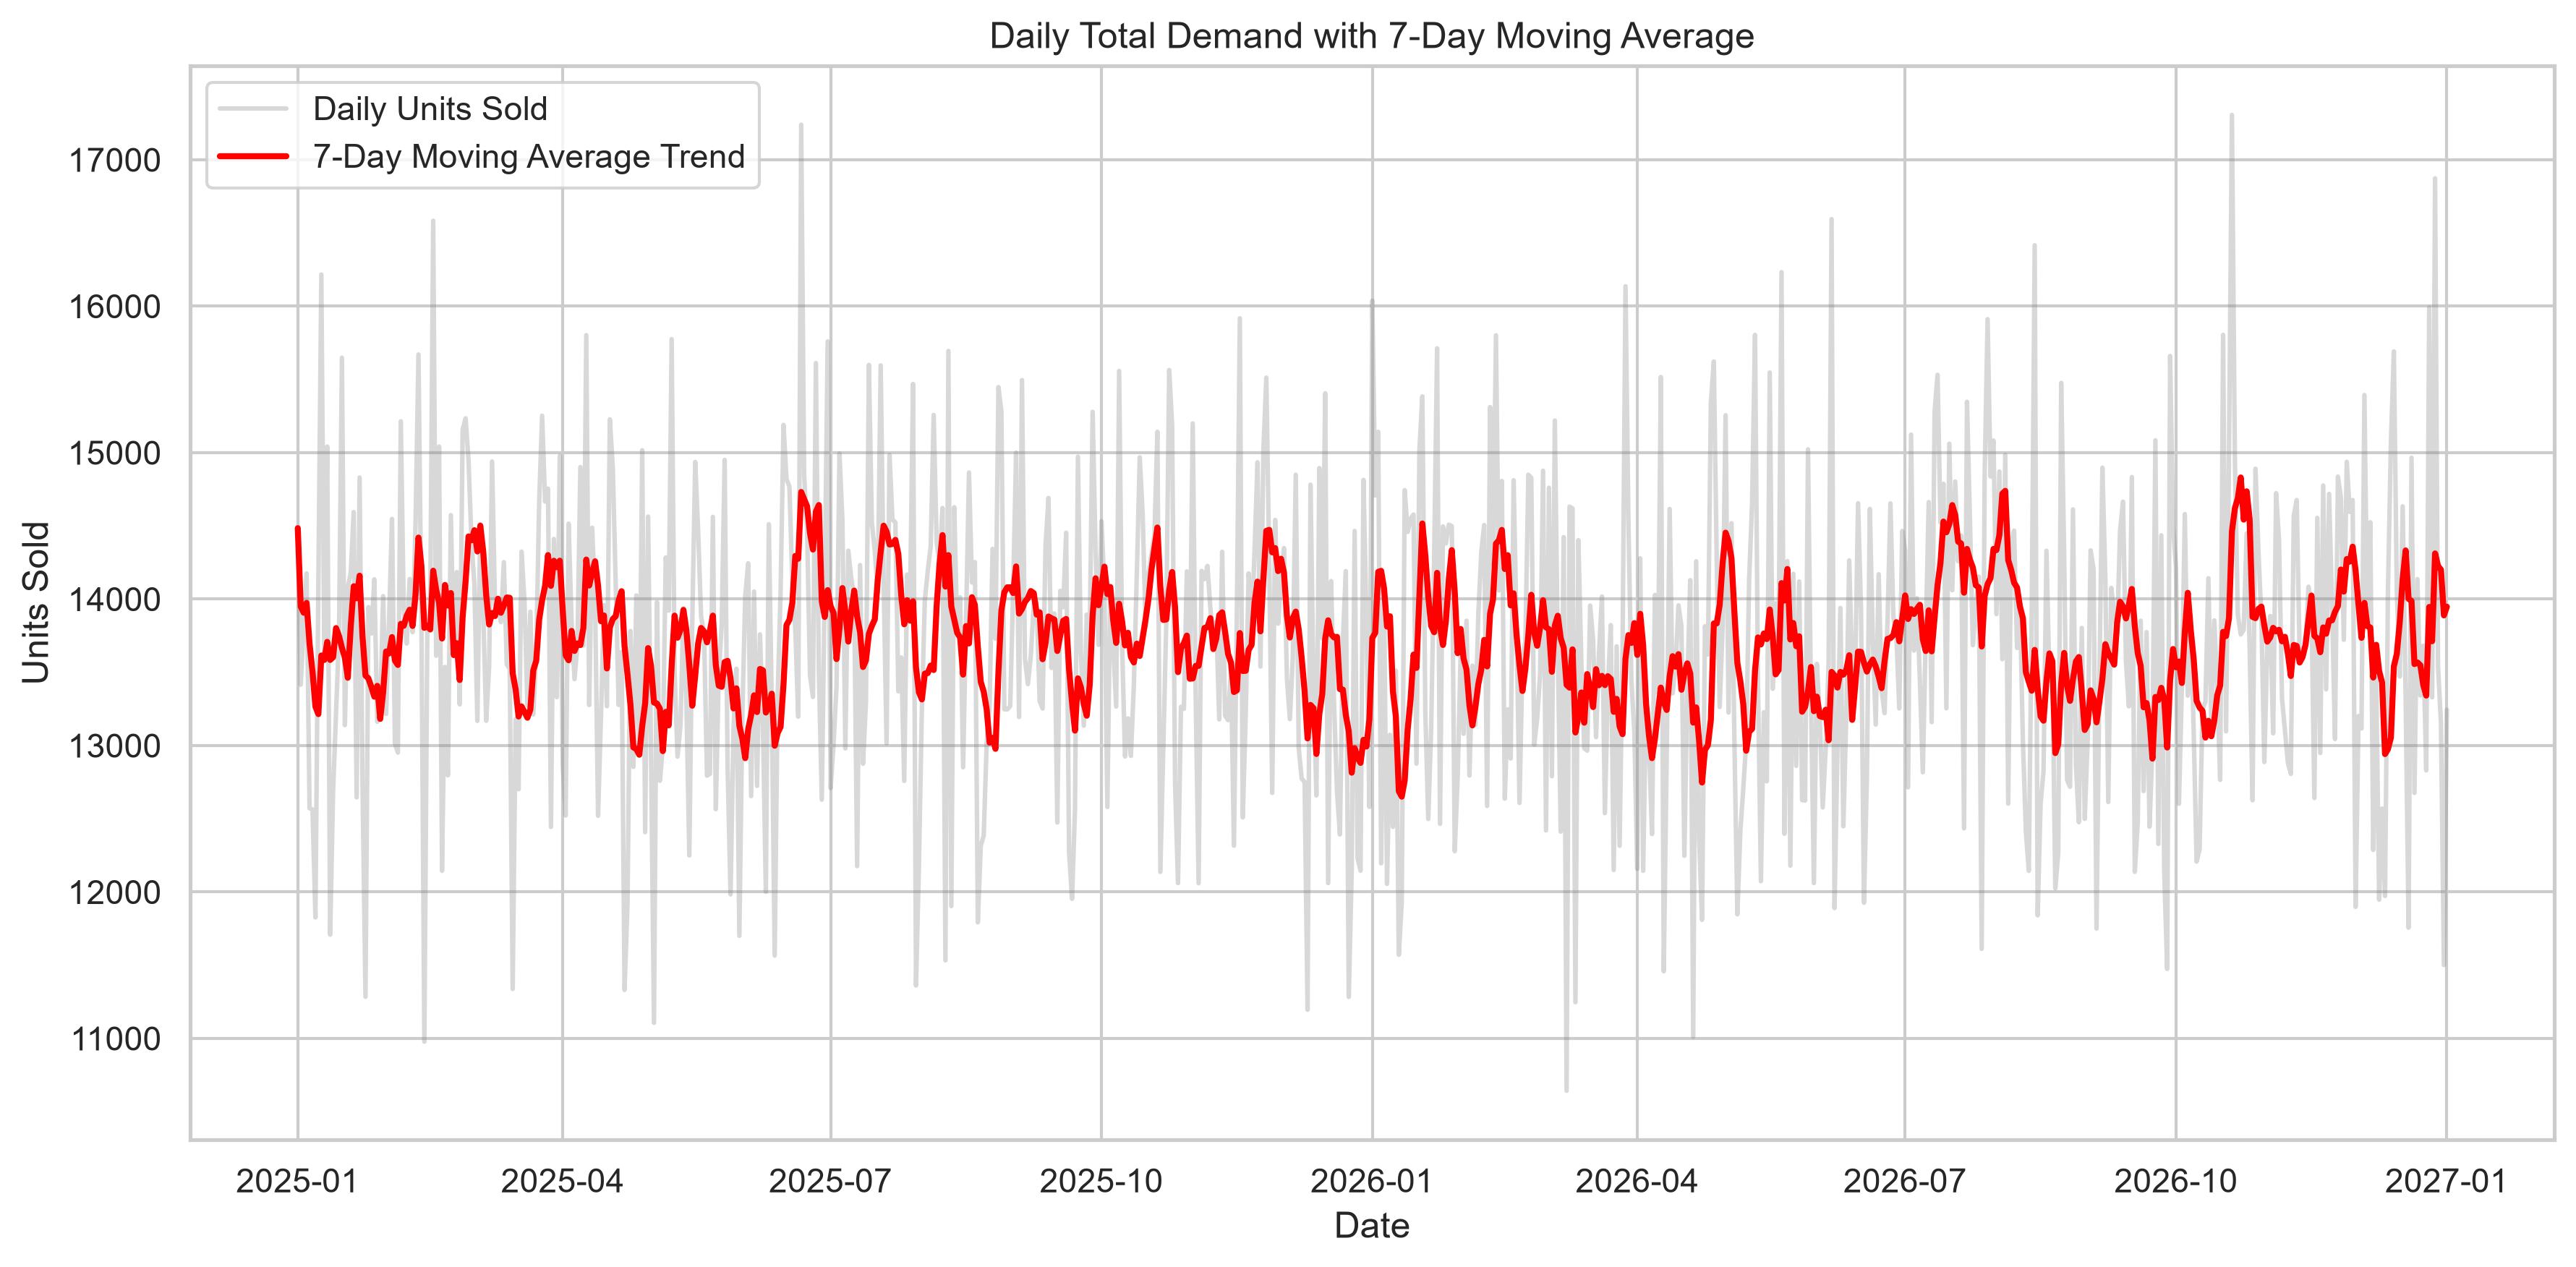 Daily Total Demand with 7-Day Moving Average
Daily Units Sold
7-Day Moving Average Trend
17000
16000
15000
14000
13000
12000
11000
Units Sold
2025-01 2025-04 2025-07 2025-10 2026-01 2026-04 2026-07 2026-10 2027-01
Date